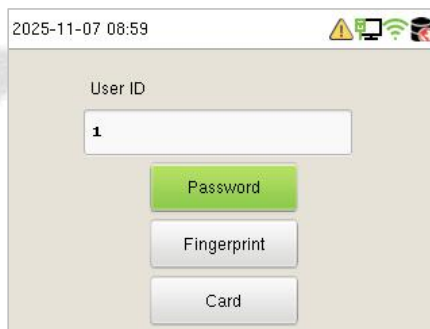 2025-11-07 08:59
User ID
1
Password
Fingerprint
Card